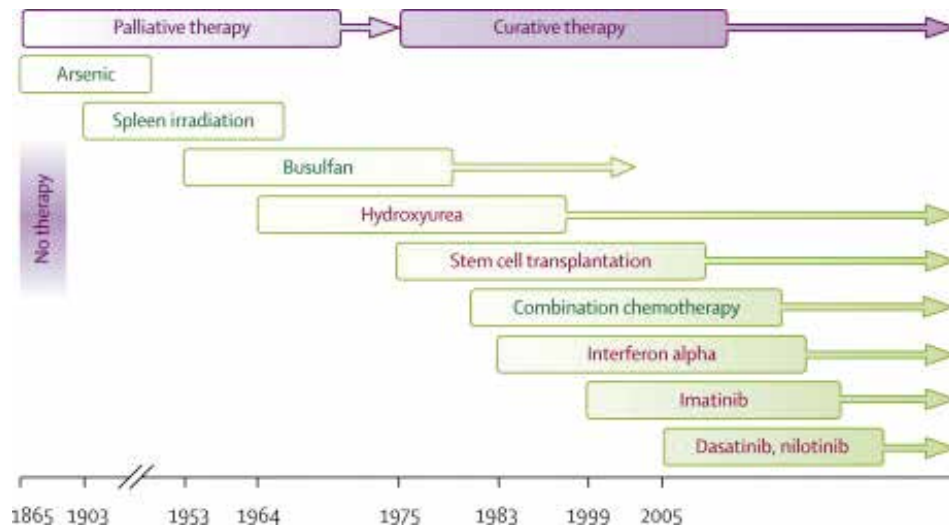 Palliative therapy Curative therapy
Arsenic
Spleen irradiation
Busulfan
No therapy
Hydroxyurea
Stem cell transplantation
Combination chemotherapy
Interferon alpha
Imatinib
Dasatinib, nilotinib
1865 1903 1953 1964 1975 1983 1999 2005